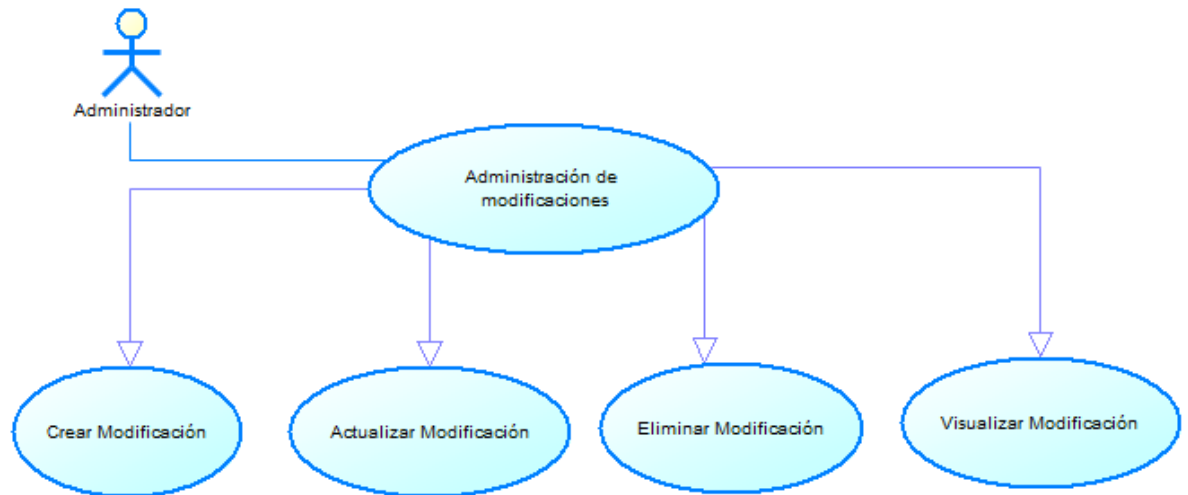 Administrador
Administración de
modificaciones
Crear Modificación
Actualizar Modificación
Eliminar Modificación
Visualizar Modificación